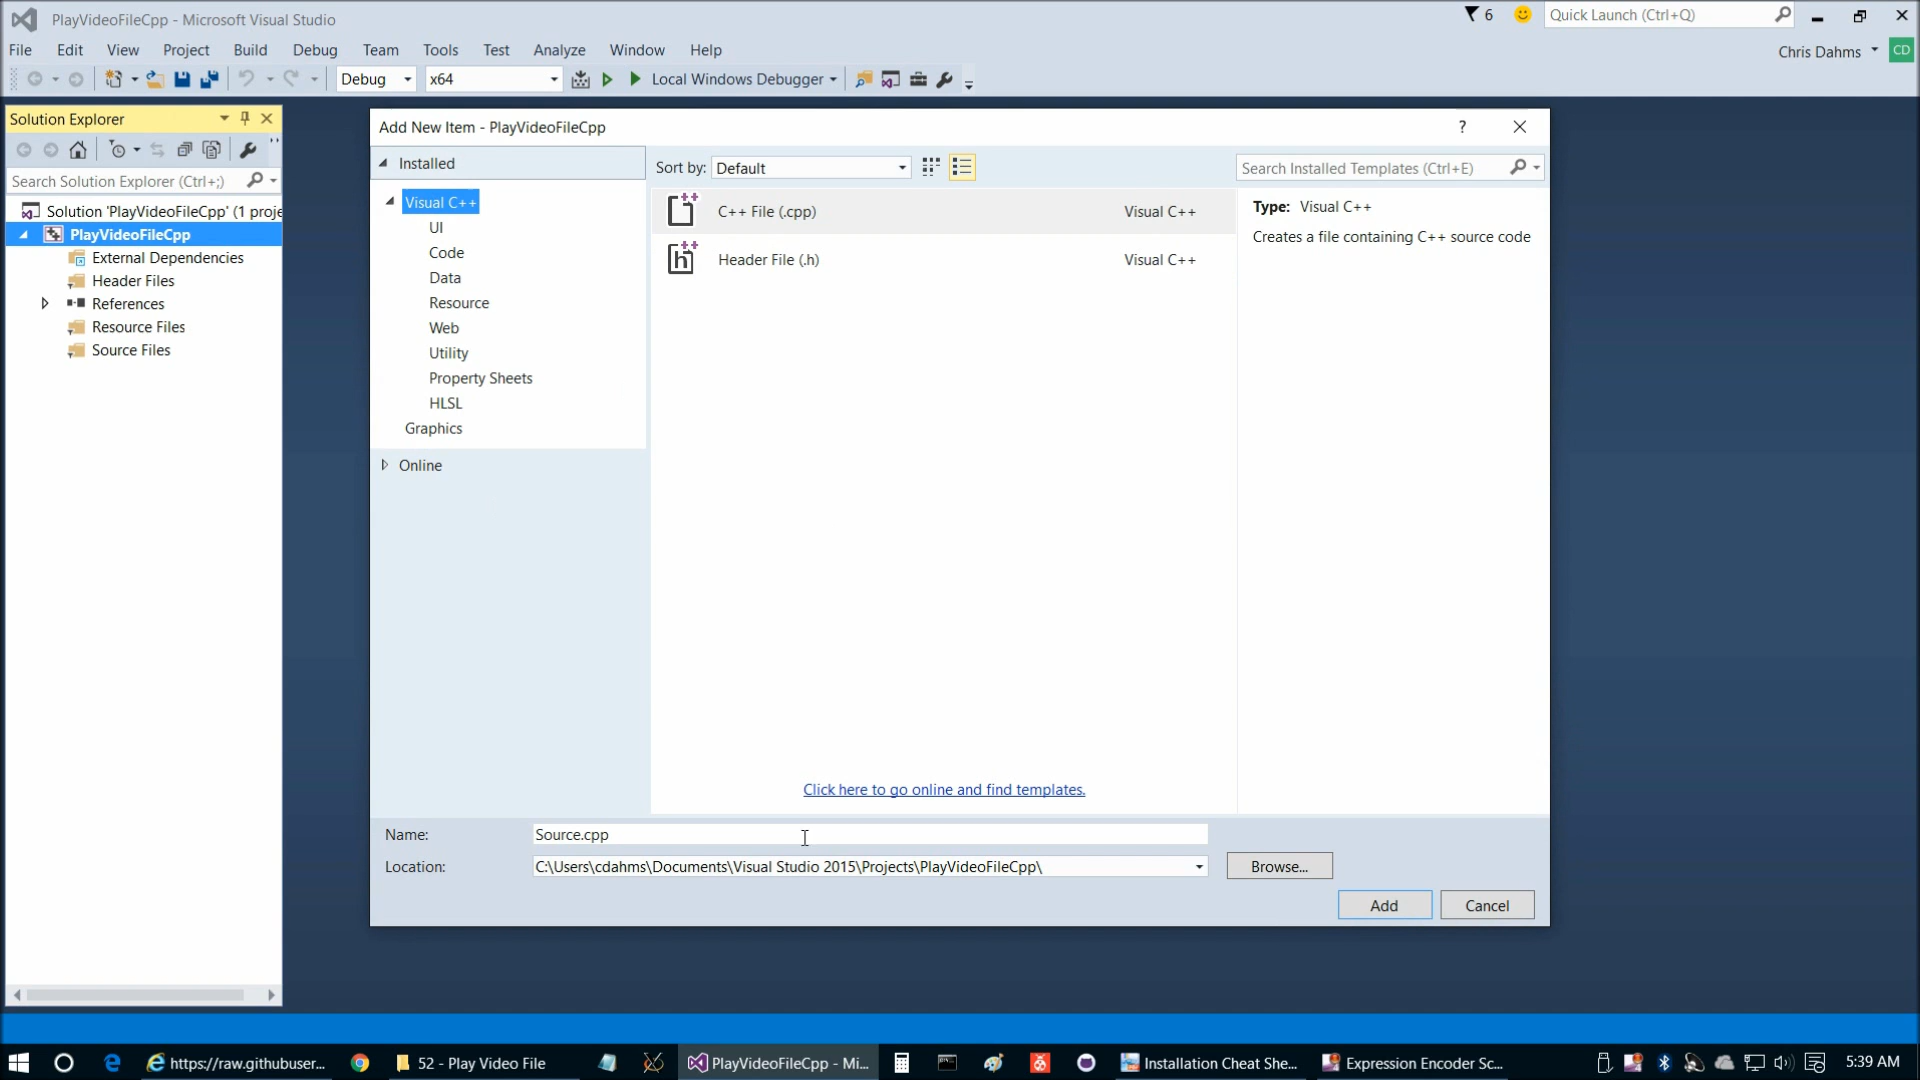 PlayVideoFileCpp - Microsoft Visual Studio
6
Quick Launch (Ctrl+Q)
File Edit View Project Build Debug Team Tools Test Analyze Window Help
Chris Dahms CD
Debug x64 Local Windows Debugger
Solution Explorer
Search Solution Explorer (Ctrl+;)
Solution 'PlayVideoFileCpp' (1 proje
PlayVideoFileCpp
External Dependencies
Header Files
References
Resource Files
Source Files
Add New Item - PlayVideoFileCpp
?
Installed
Visual C++
UI
Code
Data
Resource
Web
Utility
Property Sheets
HLSL
Graphics
Online
Sort by: Default
Search Installed Templates (Ctrl+E)
C++ File (.cpp) Visual C++
Header File (.h) Visual C++
Type: Visual C++
Creates a file containing C++ source code
Click here to go online and find templates.
Name: Source.cpp
Location: C:\Users\cdahms\Documents\Visual Studio 2015\Projects\PlayVideoFileCpp\
Browse...
Add Cancel
https://raw.githubuser... 52 - Play Video File PlayVideoFileCpp - Mi... Installation Cheat She... Expression Encoder Sc... 5:39 AM